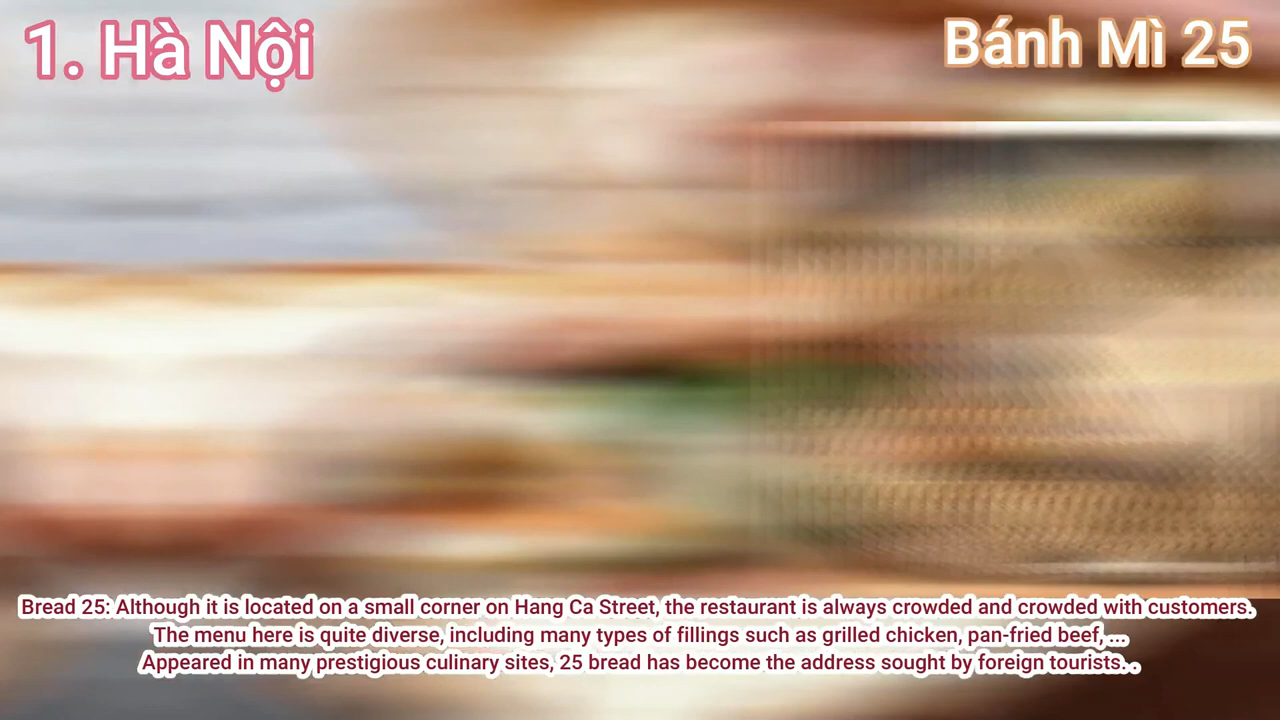 1. Hà Nội
Bánh Mì 25
Bread 25: Although it is located on a small corner on Hang Ca Street, the restaurant is always crowded and crowded with customers.
The menu here is quite diverse, including many types of fillings such as grilled chicken, pan-fried beef, ...
Appeared in many prestigious culinary sites, 25 bread has become the address sought by foreign tourists. .